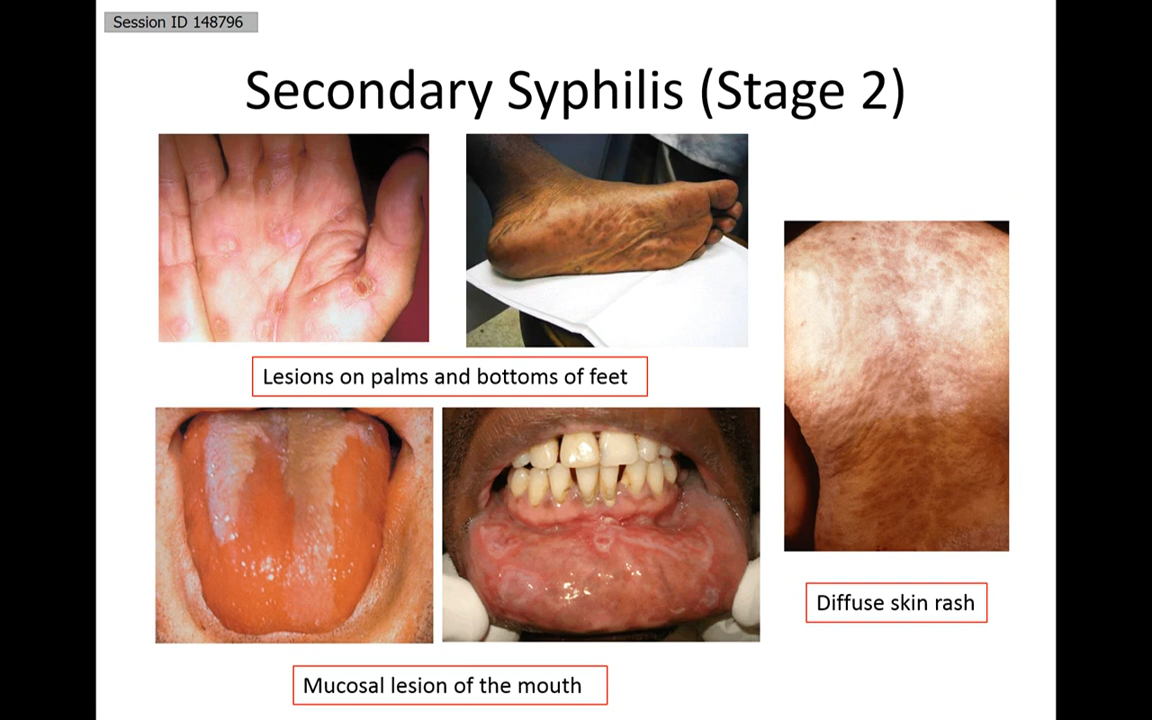 Session ID 148796
Secondary Syphilis (Stage 2)
Lesions on palms and bottoms of feet
Diffuse skin rash
Mucosal lesion of the mouth